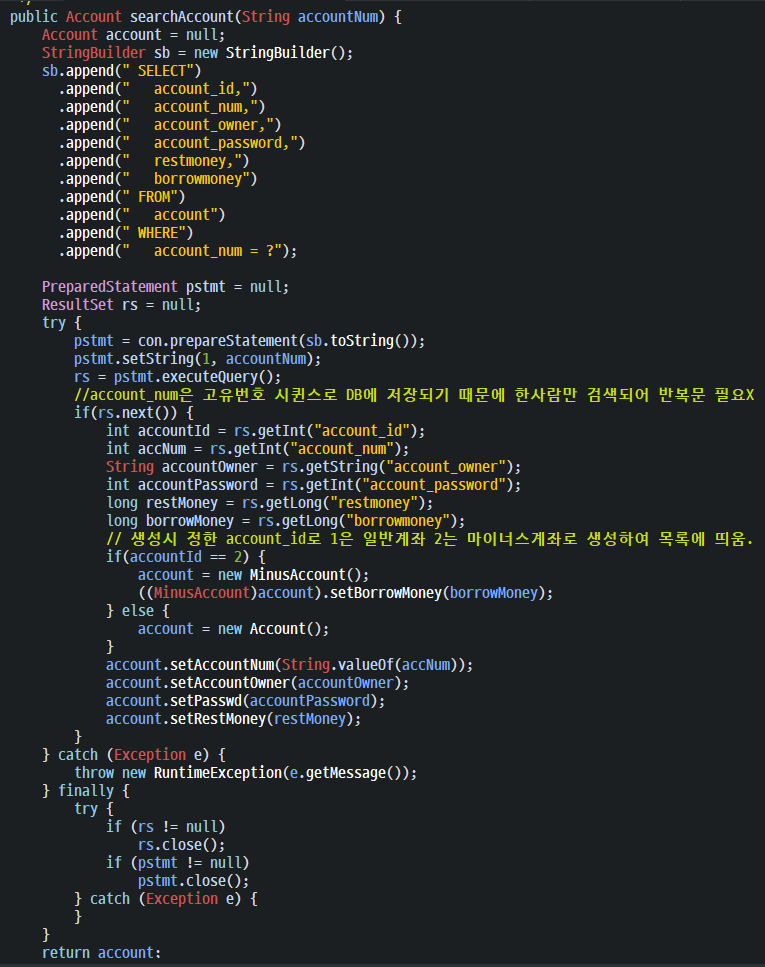 public Account searchAccount(String accountNum) {
    Account account = null;
    StringBuilder sb = new StringBuilder();
    sb.append(" SELECT")
      .append("   account_id,")
      .append("   account_num,")
      .append("   account_owner,")
      .append("   account_password,")
      .append("   restmoney,")
      .append("   borrowmoney")
      .append(" FROM")
      .append("   account")
      .append(" WHERE")
      .append("   account_num = ?");

    PreparedStatement pstmt = null;
    ResultSet rs = null;
    try {
        pstmt = con.prepareStatement(sb.toString());
        pstmt.setString(1, accountNum);
        rs = pstmt.executeQuery();
        //account_num은 고유번호 시퀀스로 DB에 저장되기 때문에 한사람만 검색되어 반복문 필요X
        if(rs.next()) {
            int accountId = rs.getInt("account_id");
            int accNum = rs.getInt("account_num");
            String accountOwner = rs.getString("account_owner");
            int accountPassword = rs.getInt("account_password");
            long restMoney = rs.getLong("restmoney");
            long borrowMoney = rs.getLong("borrowmoney");
            // 생성시 정한 account_id로 1은 일반계좌 2는 마이너스계좌로 생성하여 목록에 띄움.
            if(accountId == 2) {
                account = new MinusAccount();
                ((MinusAccount)account).setBorrowMoney(borrowMoney);
            } else {
                account = new Account();
            }
            account.setAccountNum(String.valueOf(accNum));
            account.setAccountOwner(accountOwner);
            account.setPasswd(accountPassword);
            account.setRestMoney(restMoney);
        }
    } catch (Exception e) {
        throw new RuntimeException(e.getMessage());
    } finally {
        try {
            if (rs != null)
                rs.close();
            if (pstmt != null)
                pstmt.close();
        } catch (Exception e) {
        }
    }
    return account;